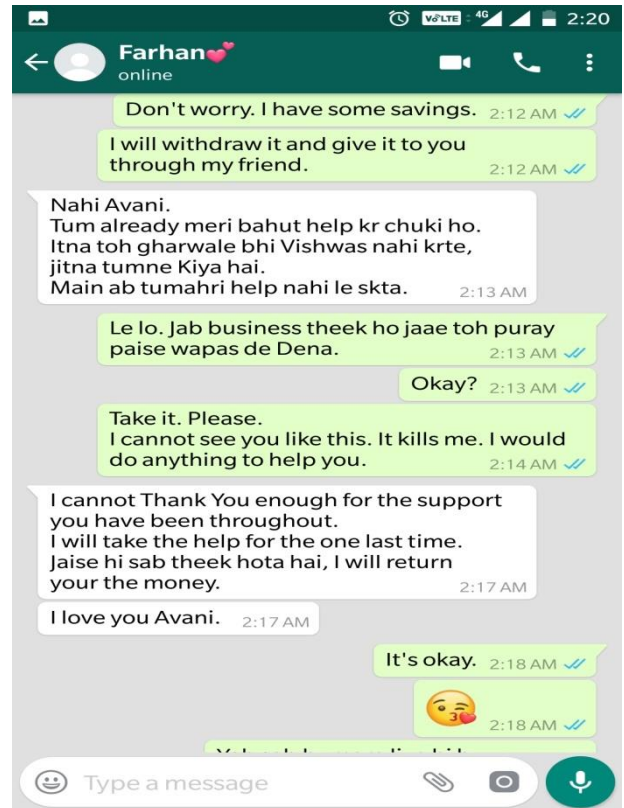 VoLTE 4G 2:20
Farhan💕
online
Don't worry. I have some savings. 2:12 AM
I will withdraw it and give it to you
through my friend. 2:12 AM
Nahi Avani.
Tum already meri bahut help kr chuki ho.
Itna toh gharwale bhi Vishwas nahi krte,
jitna tumne Kiya hai.
Main ab tumahri help nahi le skta. 2:13 AM
Le lo. Jab business theek ho jaae toh puray
paise wapas de Dena. 2:13 AM
Okay? 2:13 AM
Take it. Please.
I cannot see you like this. It kills me. I would
do anything to help you. 2:14 AM
I cannot Thank You enough for the support
you have been throughout.
I will take the help for the one last time.
Jaise hi sab theek hota hai, I will return
your the money. 2:17 AM
I love you Avani. 2:17 AM
It's okay. 2:18 AM
😘 2:18 AM
Type a message